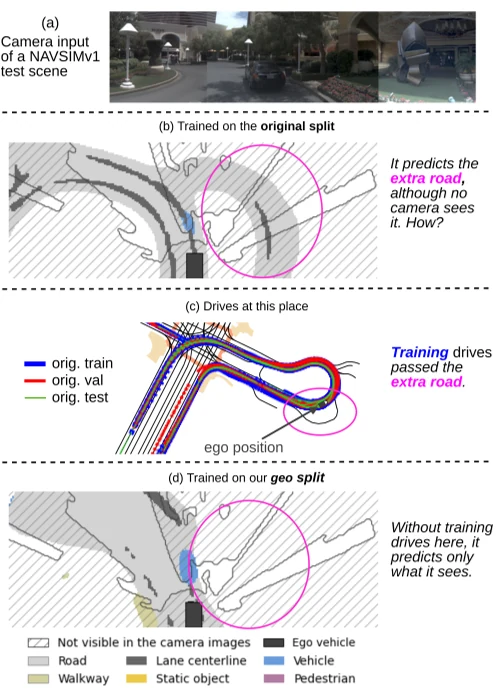 (a)
Camera input
of a NAVSIMv1
test scene
(b) Trained on the original split
It predicts the
extra road,
although no
camera sees
it. How?
(c) Drives at this place
orig. train
orig. val
orig. test
Training drives
passed the
extra road.
ego position
(d) Trained on our geo split
Without training
drives here, it
predicts only
what it sees.
Not visible in the camera images
Ego vehicle
Road
Lane centerline
Vehicle
Walkway
Static object
Pedestrian